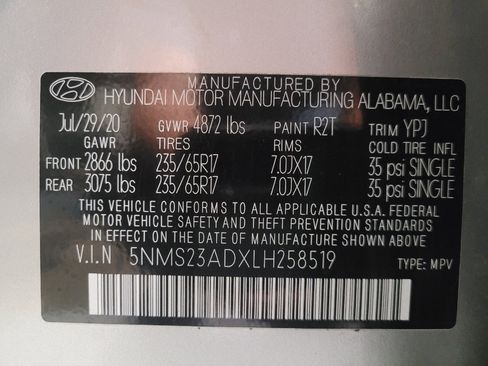 MANUFACTURED BY
HYUNDAI MOTOR MANUFACTURING ALABAMA, LLC
Jul/29/20 GVWR 4872 lbs PAINT R2T TRIM YPJ
GAWR TIRES RIMS COLD TIRE INFL
FRONT 2866 lbs 235/65R17 7.0JX17 35 psi SINGLE
REAR 3075 lbs 235/65R17 7.0JX17 35 psi SINGLE
THIS VEHICLE CONFORMS TO ALL APPLICABLE U.S.A. FEDERAL
MOTOR VEHICLE SAFETY AND THEFT PREVENTION STANDARDS
IN EFFECT ON THE DATE OF MANUFACTURE SHOWN ABOVE.
V.I.N 5NMS23ADXLH258519 TYPE: MPV